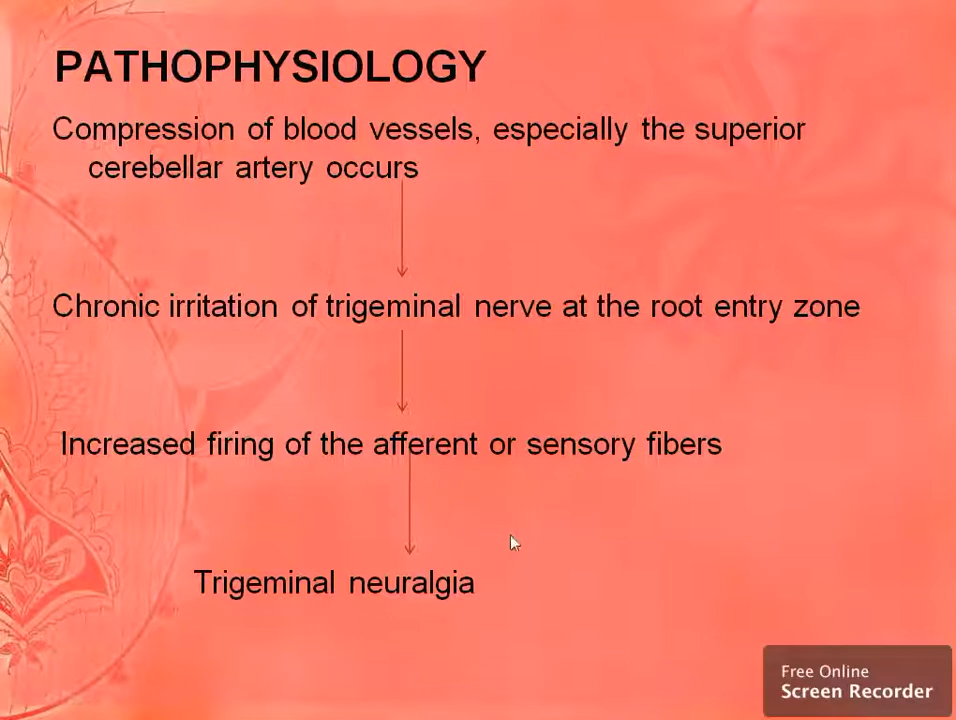 PATHOPHYSIOLOGY
Compression of blood vessels, especially the superior
cerebellar artery occurs
Chronic irritation of trigeminal nerve at the root entry zone
Increased firing of the afferent or sensory fibers
Trigeminal neuralgia
Free Online
Screen Recorder